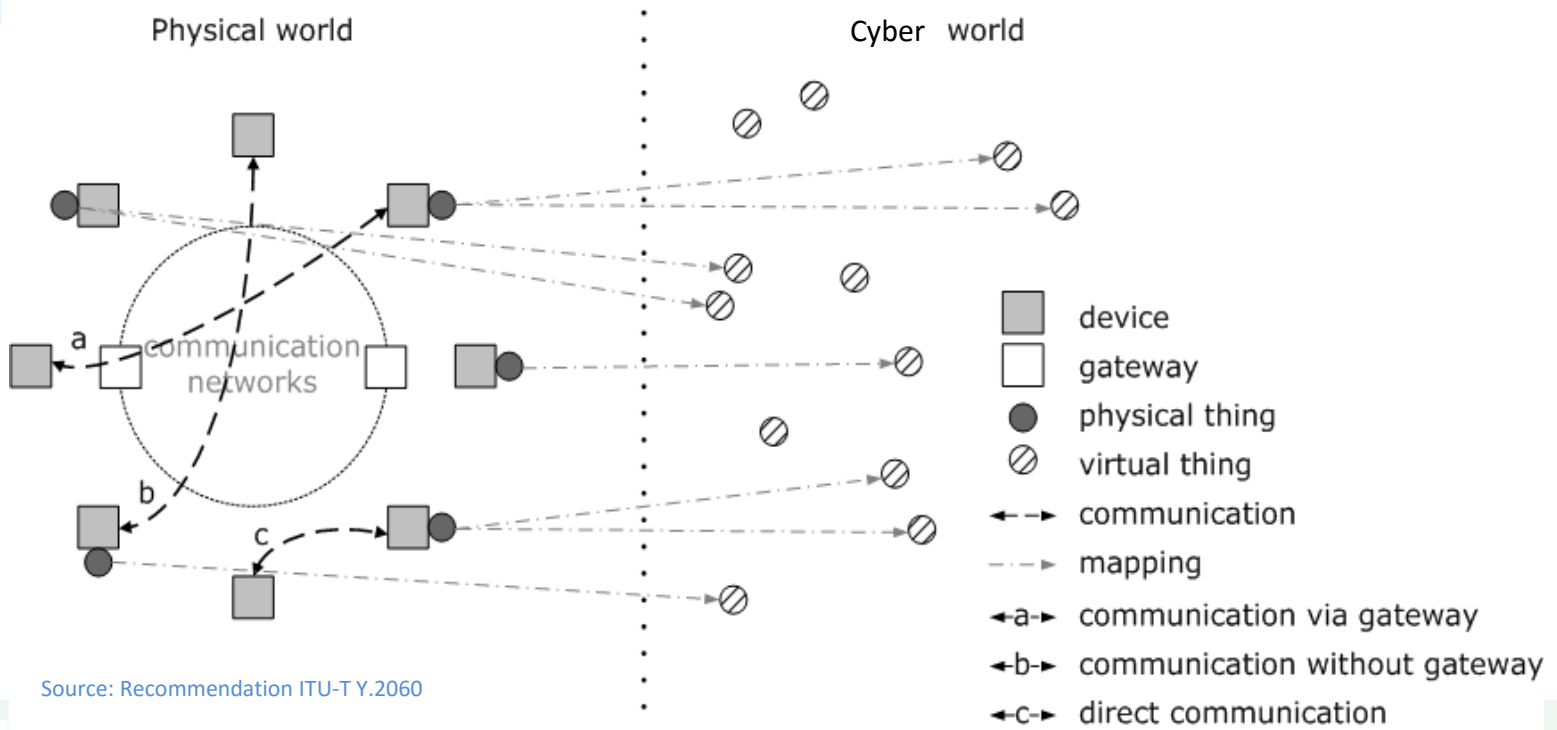 Physical world
Cyber world
a
communication
networks
b
c
device
gateway
physical thing
virtual thing
communication
mapping
a communication via gateway
b communication without gateway
c direct communication
Source: Recommendation ITU-T Y.2060